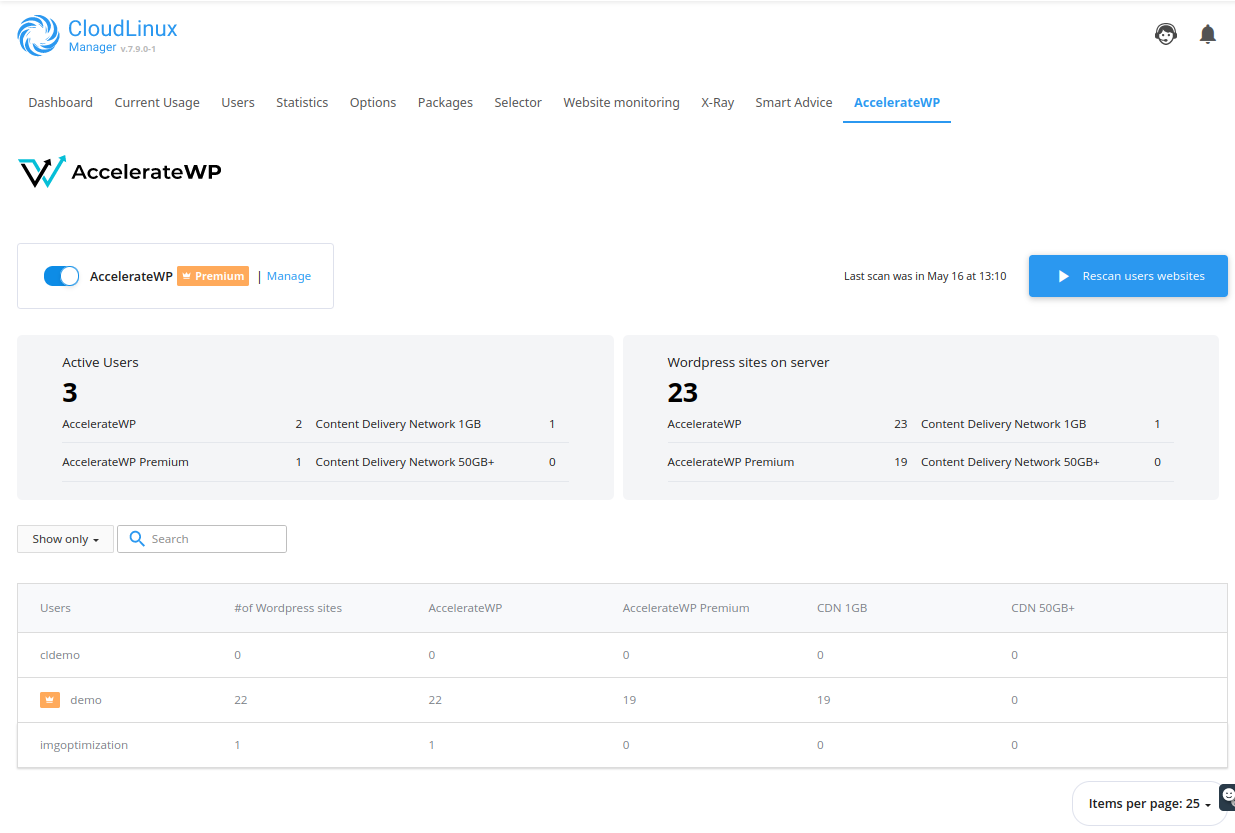 CloudLinux
Manager v.7.9.0-1
Dashboard Current Usage Users Statistics Options Packages Selector Website monitoring X-Ray Smart Advice AccelerateWP
AccelerateWP
AccelerateWP Premium | Manage
Last scan was in May 16 at 13:10
Rescan users websites
Active Users
3
AccelerateWP 2 Content Delivery Network 1GB 1
AccelerateWP Premium 1 Content Delivery Network 50GB+ 0
Wordpress sites on server
23
AccelerateWP 23 Content Delivery Network 1GB 1
AccelerateWP Premium 19 Content Delivery Network 50GB+ 0
Show only Search
Users #of Wordpress sites AccelerateWP AccelerateWP Premium CDN 1GB CDN 50GB+
cldemo 0 0 0 0 0
demo 22 22 19 19 0
imgoptimization 1 1 0 0 0
Items per page: 25